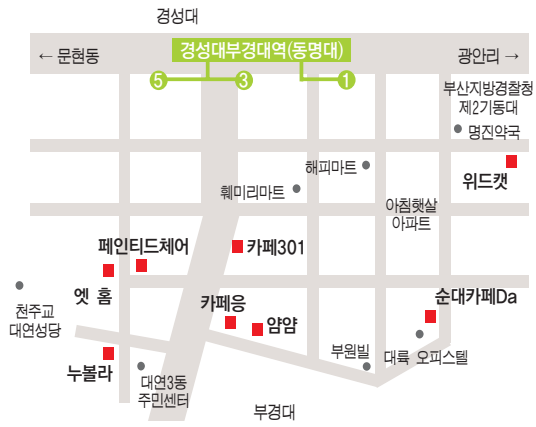 경성대
← 문현동
경성대부경대역(동명대)
광안리 →
5
3
1
부산지방경찰청
제2기동대
명진약국
해피마트
위드캣
훼미리마트
아침햇살
아파트
페인티드체어
카페301
엣 홈
천주교
대연성당
카페응
얌얌
순대카페Da
누볼라
대연3동
주민센터
부원빌
대륙 오피스텔
부경대